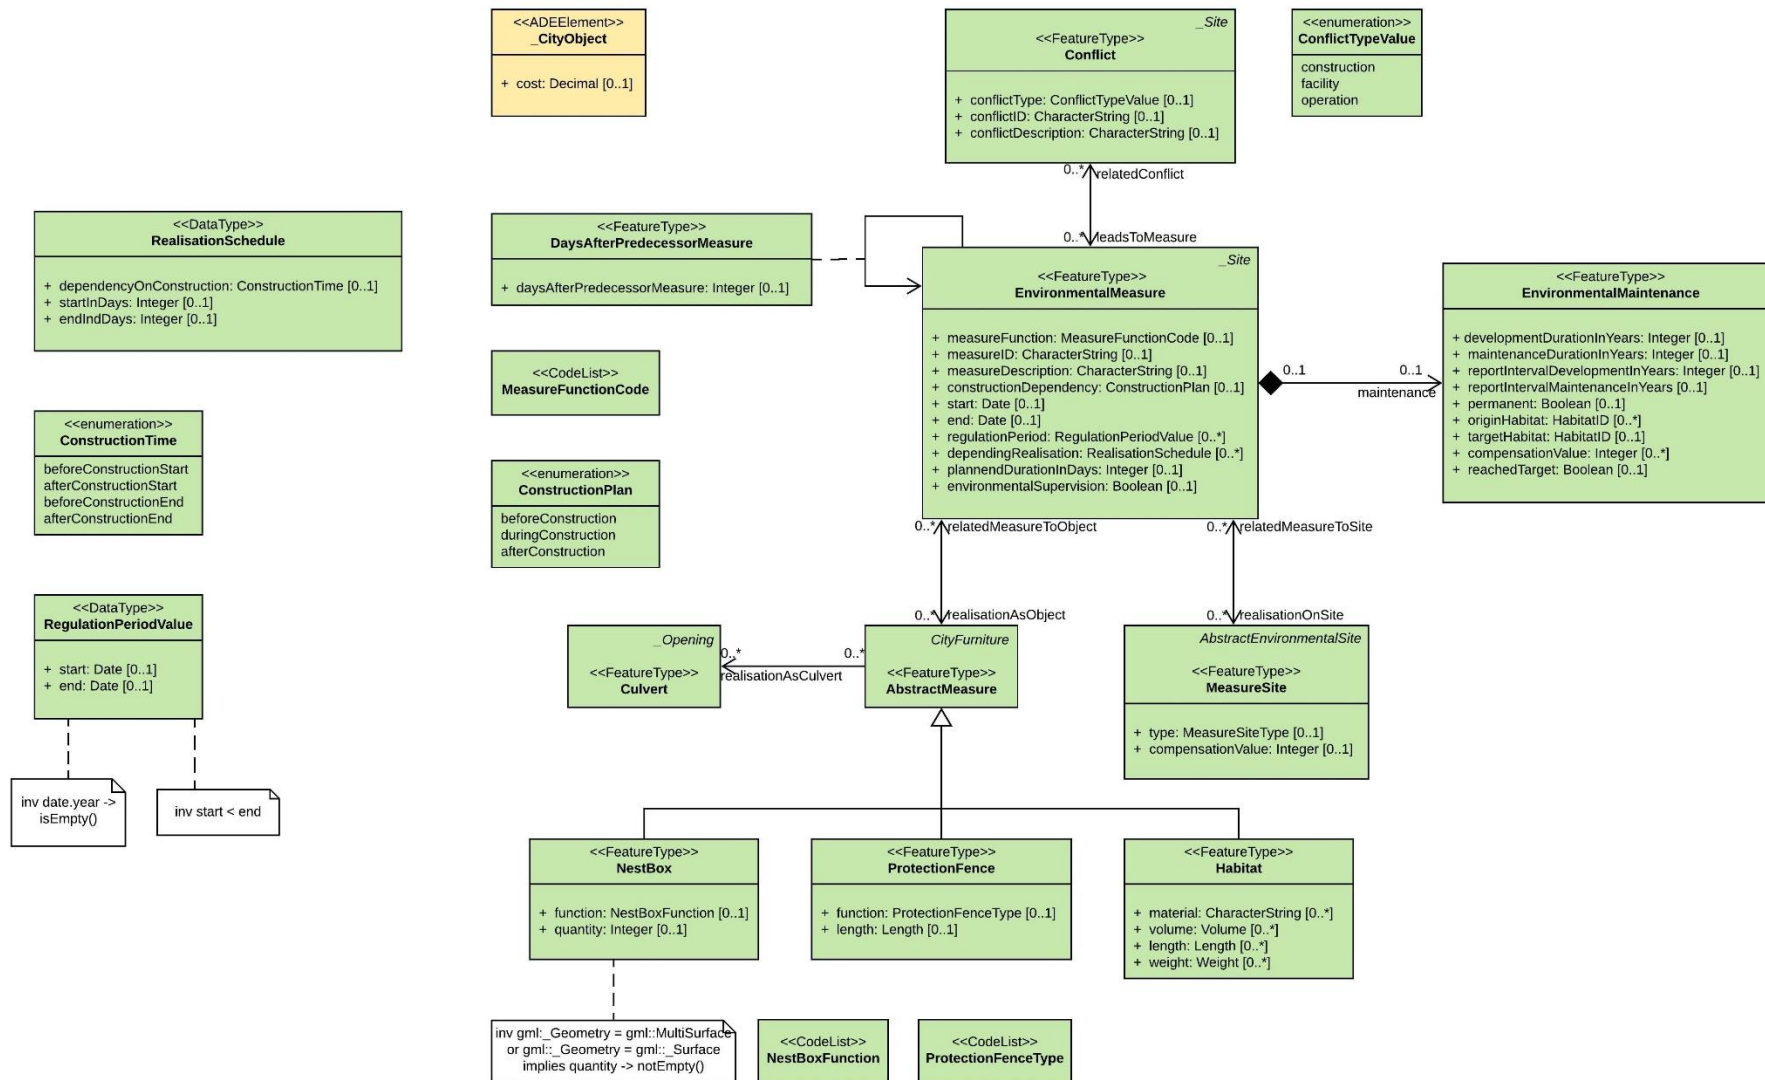 <<ADEElement>>
_CityObject
+ cost: Decimal [0..1]
_Site
<<FeatureType>>
Conflict
+ conflictType: ConflictTypeValue [0..1]
+ conflictID: CharacterString [0..1]
+ conflictDescription: CharacterString [0..1]
<<enumeration>>
ConflictTypeValue
construction
facility
operation
0..* relatedConflict
0..* leadsToMeasure
<<DataType>>
RealisationSchedule
+ dependencyOnConstruction: ConstructionTime [0..1]
+ startInDays: Integer [0..1]
+ endIndDays: Integer [0..1]
<<FeatureType>>
DaysAfterPredecessorMeasure
+ daysAfterPredecessorMeasure: Integer [0..1]
_Site
<<FeatureType>>
EnvironmentalMeasure
+ measureFunction: MeasureFunctionCode [0..1]
+ measureID: CharacterString [0..1]
+ measureDescription: CharacterString [0..1]
+ constructionDependency: ConstructionPlan [0..1]
+ start: Date [0..1]
+ end: Date [0..1]
+ regulationPeriod: RegulationPeriodValue [0..*]
+ dependingRealisation: RealisationSchedule [0..*]
+ plannendDurationInDays: Integer [0..1]
+ environmentalSupervision: Boolean [0..1]
0..1 0..1
maintenance
<<FeatureType>>
EnvironmentalMaintenance
+ developmentDurationInYears: Integer [0..1]
+ maintenanceDurationInYears: Integer [0..1]
+ reportIntervalDevelopmentInYears: Integer [0..1]
+ reportIntervalMaintenanceInYears [0..1]
+ permanent: Boolean [0..1]
+ originHabitat: HabitatID [0..*]
+ targetHabitat: HabitatID [0..1]
+ compensationValue: Integer [0..*]
+ reachedTarget: Boolean [0..1]
<<CodeList>>
MeasureFunctionCode
<<enumeration>>
ConstructionTime
beforeConstructionStart
afterConstructionStart
beforeConstructionEnd
afterConstructionEnd
<<enumeration>>
ConstructionPlan
beforeConstruction
duringConstruction
afterConstruction
0..* relatedMeasureToObject
0..* relatedMeasureToSite
0..* realisationAsObject
0..* realisationOnSite
<<DataType>>
RegulationPeriodValue
+ start: Date [0..1]
+ end: Date [0..1]
inv date.year ->
isEmpty()
inv start < end
_Opening
<<FeatureType>>
Culvert
0..* 0..*
realisationAsCulvert
CityFurniture
<<FeatureType>>
AbstractMeasure
AbstractEnvironmentalSite
<<FeatureType>>
MeasureSite
+ type: MeasureSiteType [0..1]
+ compensationValue: Integer [0..1]
<<FeatureType>>
NestBox
+ function: NestBoxFunction [0..1]
+ quantity: Integer [0..1]
<<FeatureType>>
ProtectionFence
+ function: ProtectionFenceType [0..1]
+ length: Length [0..1]
<<FeatureType>>
Habitat
+ material: CharacterString [0..*]
+ volume: Volume [0..*]
+ length: Length [0..*]
+ weight: Weight [0..*]
inv gml:_Geometry = gml::MultiSurface
or gml::_Geometry = gml::_Surface
implies quantity -> notEmpty()
<<CodeList>>
NestBoxFunction
<<CodeList>>
ProtectionFenceType